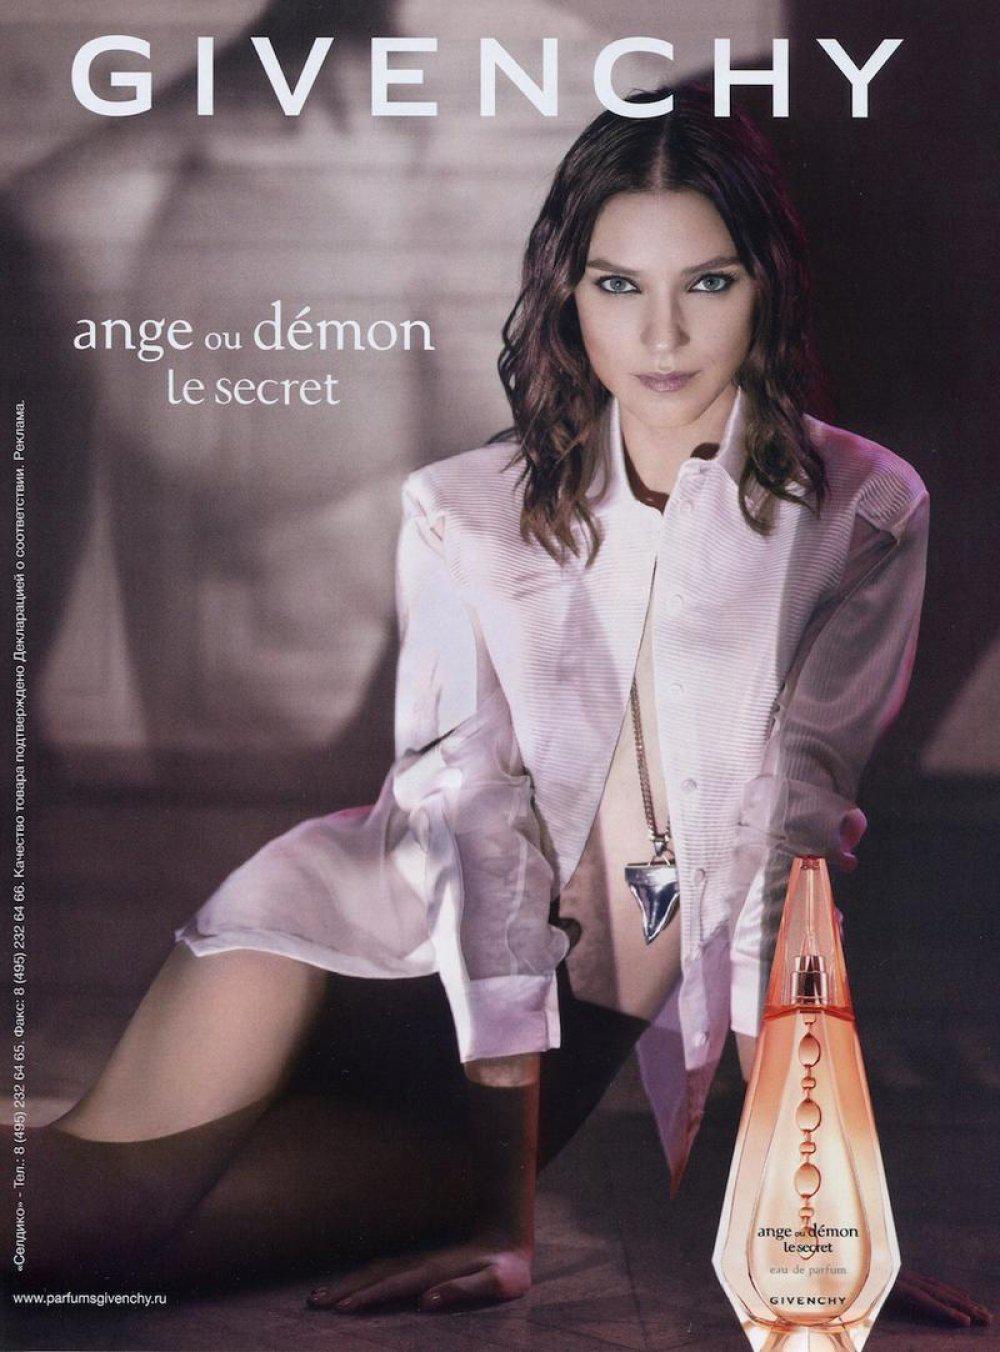 GIVENCHY
ange ou démon
le secret
«Селдико» - Тел.: 8 (495) 232 64 65. Факс: 8 (495) 232 64 66. Качество товара подтверждено Декларацией о соответствии. Реклама.
www.parfumsgivenchy.ru
ange ou démon
le secret
eau de parfum
GIVENCHY